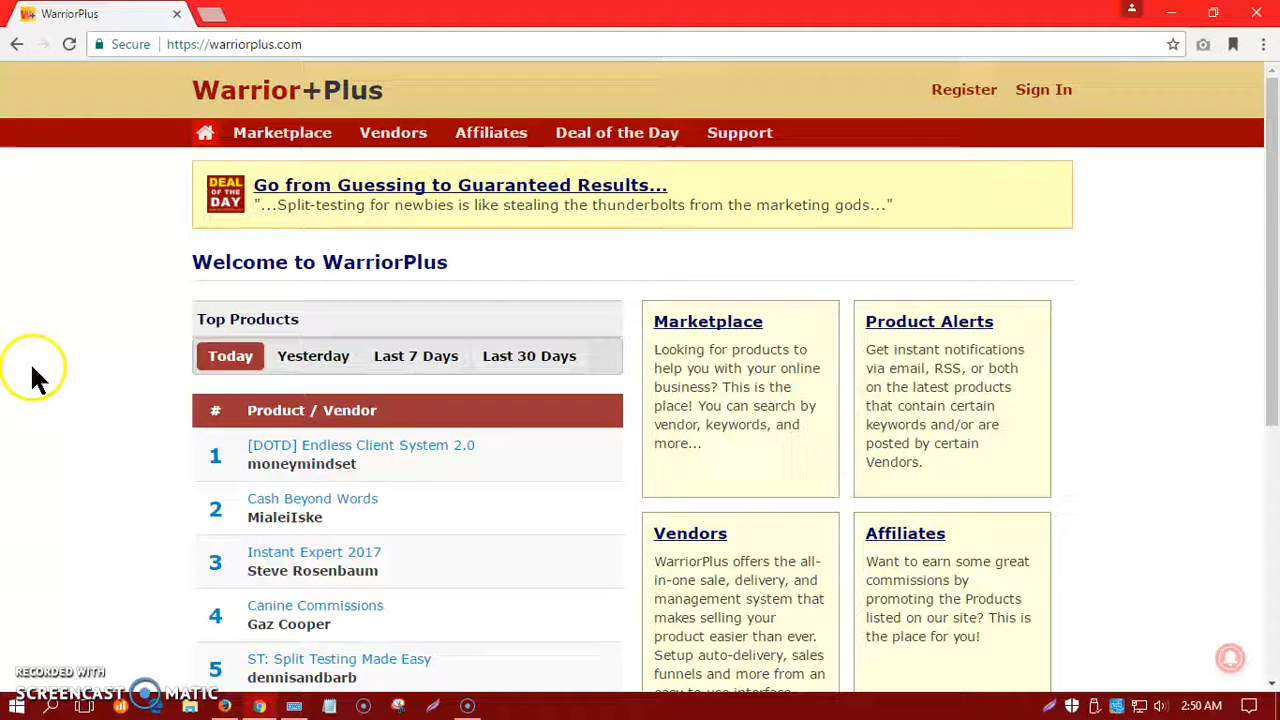 WarriorPlus
Secure
https://warriorplus.com
Warrior+Plus
Register
Sign In
Marketplace
Vendors
Affiliates
Deal of the Day
Support
DEAL
OF THE
DAY
Go from Guessing to Guaranteed Results...
"...Split-testing for newbies is like stealing the thunderbolts from the marketing gods..."
Welcome to WarriorPlus
Top Products
Today
Yesterday
Last 7 Days
Last 30 Days
#
Product / Vendor
1
[DOTD] Endless Client System 2.0
moneymindset
2
Cash Beyond Words
MialeiIske
3
Instant Expert 2017
Steve Rosenbaum
4
Canine Commissions
Gaz Cooper
5
ST: Split Testing Made Easy
dennisandbarb
Marketplace
Looking for products to
help you with your online
business? This is the
place! You can search by
vendor, keywords, and
more...
Product Alerts
Get instant notifications
via email, RSS, or both
on the latest products
that contain certain
keywords and/or are
posted by certain
Vendors.
Vendors
WarriorPlus offers the all-
in-one sale, delivery, and
management system that
makes selling your
product easier than ever.
Setup auto-delivery, sales
funnels and more from an
easy-to-use interface.
Affiliates
Want to earn some great
commissions by
promoting the Products
listed on our site? This is
the place for you!
RECORDED WITH
SCREENCAST MATIC
2:50 AM